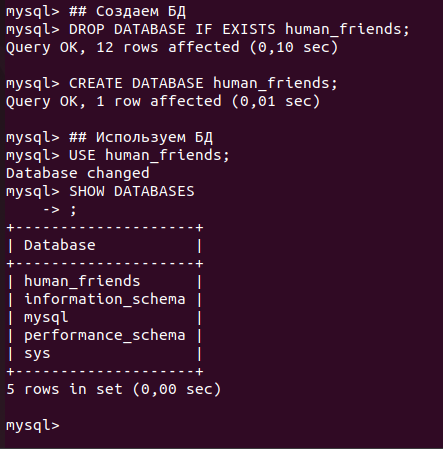 mysql> ## Создаем БД
mysql> DROP DATABASE IF EXISTS human_friends;
Query OK, 12 rows affected (0,10 sec)

mysql> CREATE DATABASE human_friends;
Query OK, 1 row affected (0,01 sec)

mysql> ## Используем БД
mysql> USE human_friends;
Database changed
mysql> SHOW DATABASES
    -> ;
+--------------------+
| Database           |
+--------------------+
| human_friends      |
| information_schema |
| mysql              |
| performance_schema |
| sys                |
+--------------------+
5 rows in set (0,00 sec)

mysql>